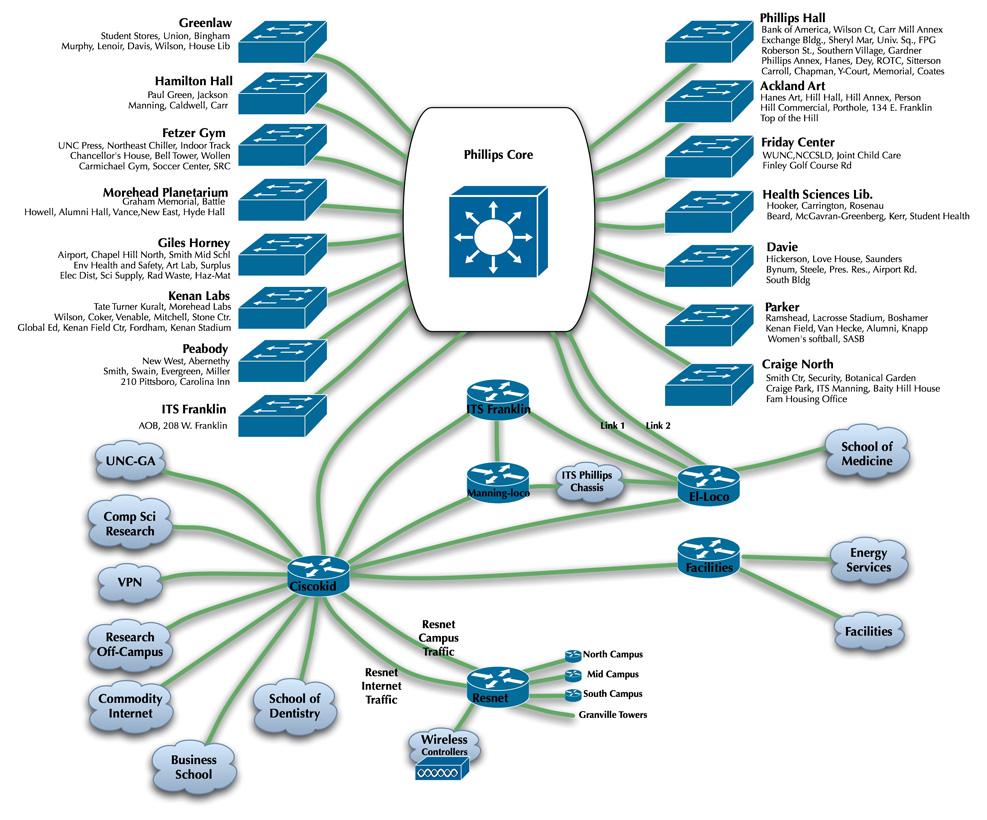 Greenlaw
Student Stores, Union, Bingham
Murphy, Lenoir, Davis, Wilson, House Lib
Hamilton Hall
Paul Green, Jackson
Manning, Caldwell, Carr
Fetzer Gym
UNC Press, Northeast Chiller, Indoor Track
Chancellor's House, Bell Tower, Wollen
Carmichael Gym, Soccer Center, SRC
Morehead Planetarium
Graham Memorial, Battle
Howell, Alumni Hall, Vance,New East, Hyde Hall
Giles Horney
Airport, Chapel Hill North, Smith Mid Schl
Env Health and Safety, Art Lab, Surplus
Elec Dist, Sci Supply, Rad Waste, Haz-Mat
Kenan Labs
Tate Turner Kuralt, Morehead Labs
Wilson, Coker, Venable, Mitchell, Stone Ctr.
Global Ed, Kenan Field Ctr, Fordham, Kenan Stadium
Peabody
New West, Abernethy
Smith, Swain, Evergreen, Miller
210 Pittsboro, Carolina Inn
ITS Franklin
AOB, 208 W. Franklin
Phillips Core
Phillips Hall
Bank of America, Wilson Ct, Carr Mill Annex
Exchange Bldg., Sheryl Mar, Univ. Sq., FPG
Roberson St., Southern Village, Gardner
Phillips Annex, Hanes, Dey, ROTC, Sitterson
Carroll, Chapman, Y-Court, Memorial, Coates
Ackland Art
Hanes Art, Hill Hall, Hill Annex, Person
Hill Commercial, Porthole, 134 E. Franklin
Top of the Hill
Friday Center
WUNC,NCCSLD, Joint Child Care
Finley Golf Course Rd
Health Sciences Lib.
Hooker, Carrington, Rosenau
Beard, McGavran-Greenberg, Kerr, Student Health
Davie
Hickerson, Love House, Saunders
Bynum, Steele, Pres. Res., Airport Rd.
South Bldg
Parker
Ramshead, Lacrosse Stadium, Boshamer
Kenan Field, Van Hecke, Alumni, Knapp
Women's softball, SASB
Craige North
Smith Ctr, Security, Botanical Garden
Craige Park, ITS Manning, Baity Hill House
Fam Housing Office
ITS Franklin
Link 1
Link 2
Manning-loco
ITS Phillips
Chassis
El-Loco
School of
Medicine
UNC-GA
Comp Sci
Research
VPN
Research
Off-Campus
Commodity
Internet
Business
School
School of
Dentistry
Ciscokid
Facilities
Energy
Services
Facilities
Resnet
Campus
Traffic
Resnet
Internet
Traffic
Resnet
North Campus
Mid Campus
South Campus
Granville Towers
Wireless
Controllers